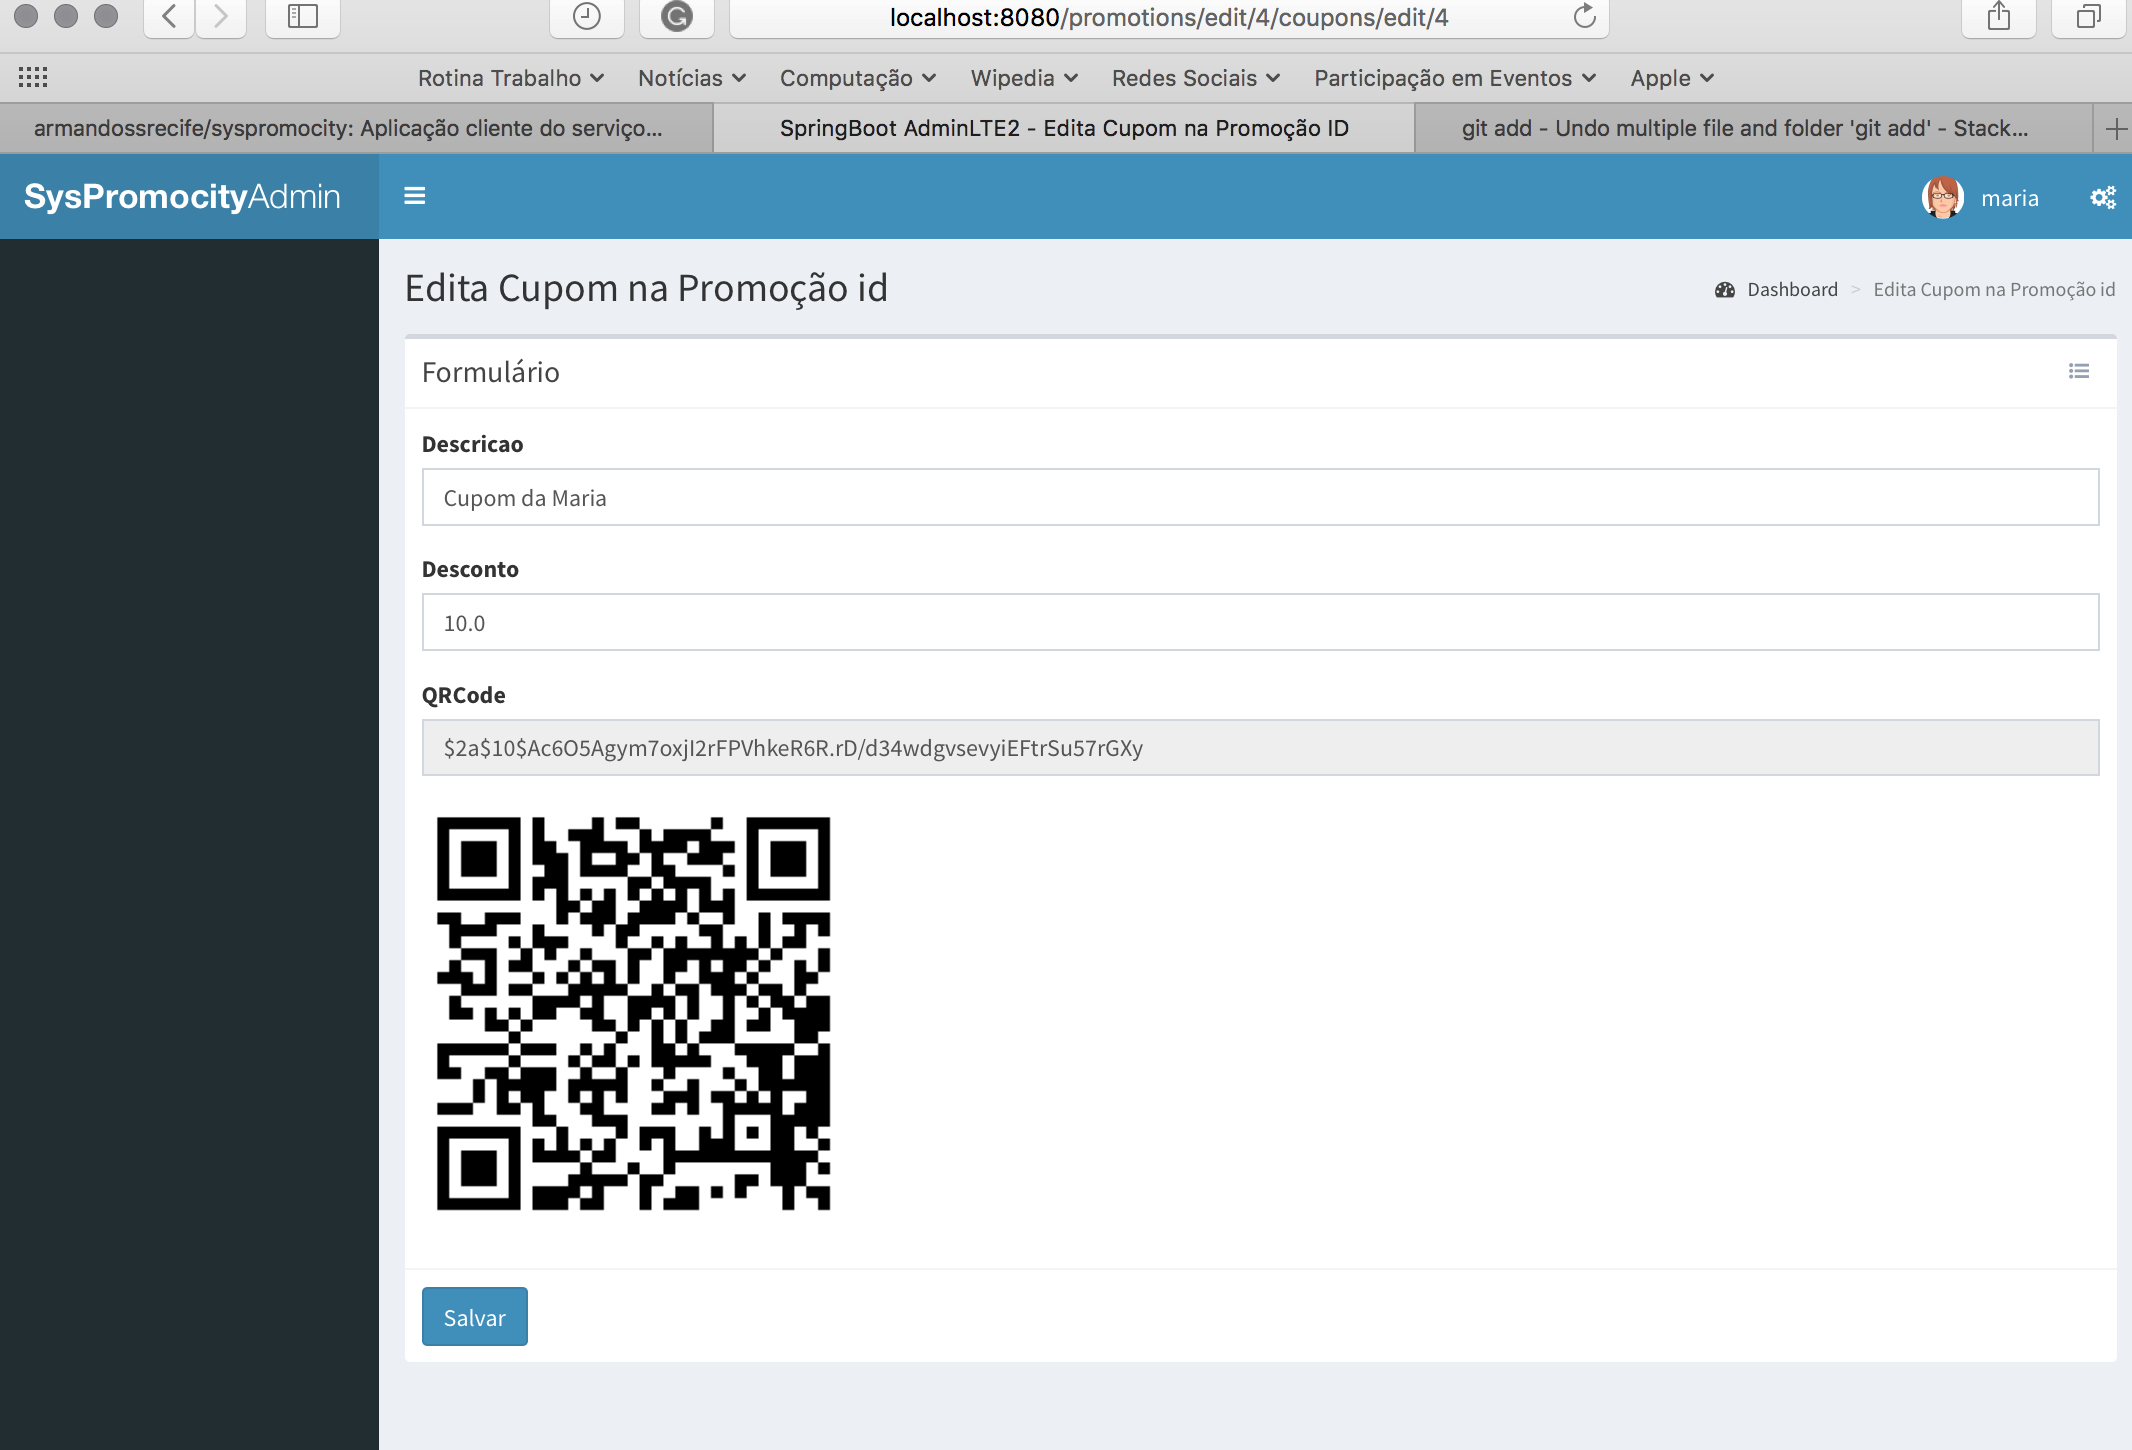 localhost:8080/promotions/edit/4/coupons/edit/4
Rotina Trabalho Notícias Computação Wipedia Redes Sociais Participação em Eventos Apple
armandossrecife/syspromocity: Aplicação cliente do serviço... SpringBoot AdminLTE2 - Edita Cupom na Promoção ID git add - Undo multiple file and folder 'git add' - Stack...
SysPromocityAdmin maria
Edita Cupom na Promoção id Dashboard > Edita Cupom na Promoção id
Formulário
Descricao
Cupom da Maria
Desconto
10.0
QRCode
$2a$10$Ac6O5Agym7oxjI2rFPVhkeR6R.rD/d34wdgvsevyiEFtrSu57rGXy
Salvar